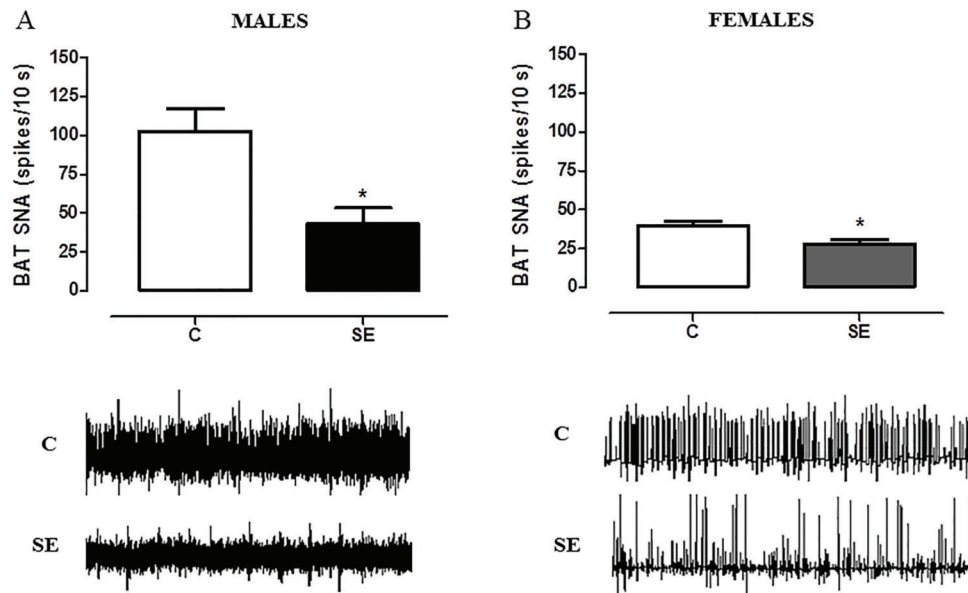 A
MALES
BAT SNA (spikes/10 s)
150
125
100
75
50
25
0
*
C
SE
C
SE
B
FEMALES
BAT SNA (spikes/10 s)
150
125
100
75
50
25
0
*
C
SE
C
SE